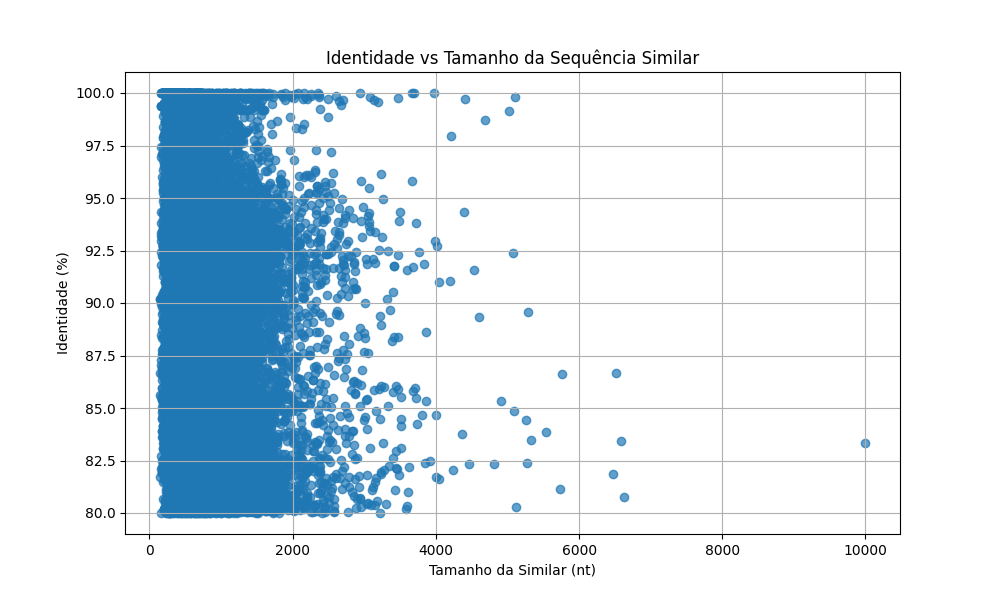 Identidade vs Tamanho da Sequência Similar
100.0
97.5
95.0
92.5
90.0
87.5
85.0
82.5
80.0
Identidade (%)
0 2000 4000 6000 8000 10000
Tamanho da Similar (nt)